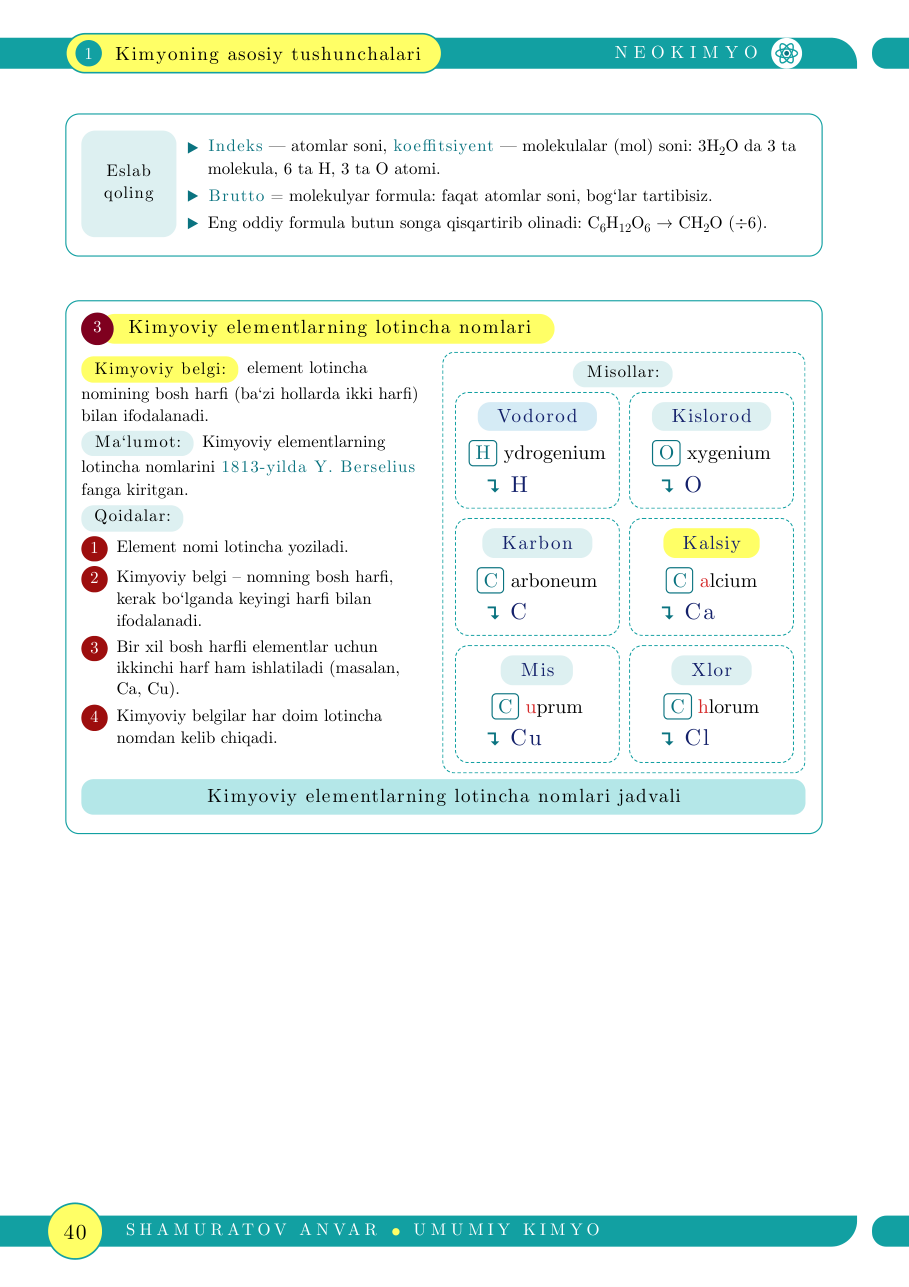 1 Kimyoning asosiy tushunchalari
NEOKIMYO
Eslab
qoling
▶ Indeks — atomlar soni, koeffitsiyent — molekulalar (mol) soni: 3H₂O da 3 ta
molekula, 6 ta H, 3 ta O atomi.
▶ Brutto = molekulyar formula: faqat atomlar soni, bog‘lar tartibisiz.
▶ Eng oddiy formula butun songa qisqartirib olinadi: C₆H₁₂O₆ → CH₂O (÷6).
3 Kimyoviy elementlarning lotincha nomlari
Kimyoviy belgi: element lotincha
nomining bosh harfi (ba‘zi hollarda ikki harfi)
bilan ifodalanadi.
Ma‘lumot: Kimyoviy elementlarning
lotincha nomlarini 1813-yilda Y. Berselius
fanga kiritgan.
Qoidalar:
1 Element nomi lotincha yoziladi.
2 Kimyoviy belgi – nomning bosh harfi,
kerak bo‘lganda keyingi harfi bilan
ifodalanadi.
3 Bir xil bosh harfli elementlar uchun
ikkinchi harf ham ishlatiladi (masalan,
Ca, Cu).
4 Kimyoviy belgilar har doim lotincha
nomdan kelib chiqadi.
Misollar:
Vodorod
H ydrogenium
↴ H
Kislorod
O xygenium
↴ O
Karbon
C arboneum
↴ C
Kalsiy
C alcium
↴ Ca
Mis
C uprum
↴ Cu
Xlor
C hlorum
↴ Cl
Kimyoviy elementlarning lotincha nomlari jadvali
40 SHAMURATOV ANVAR • UMUMIY KIMYO